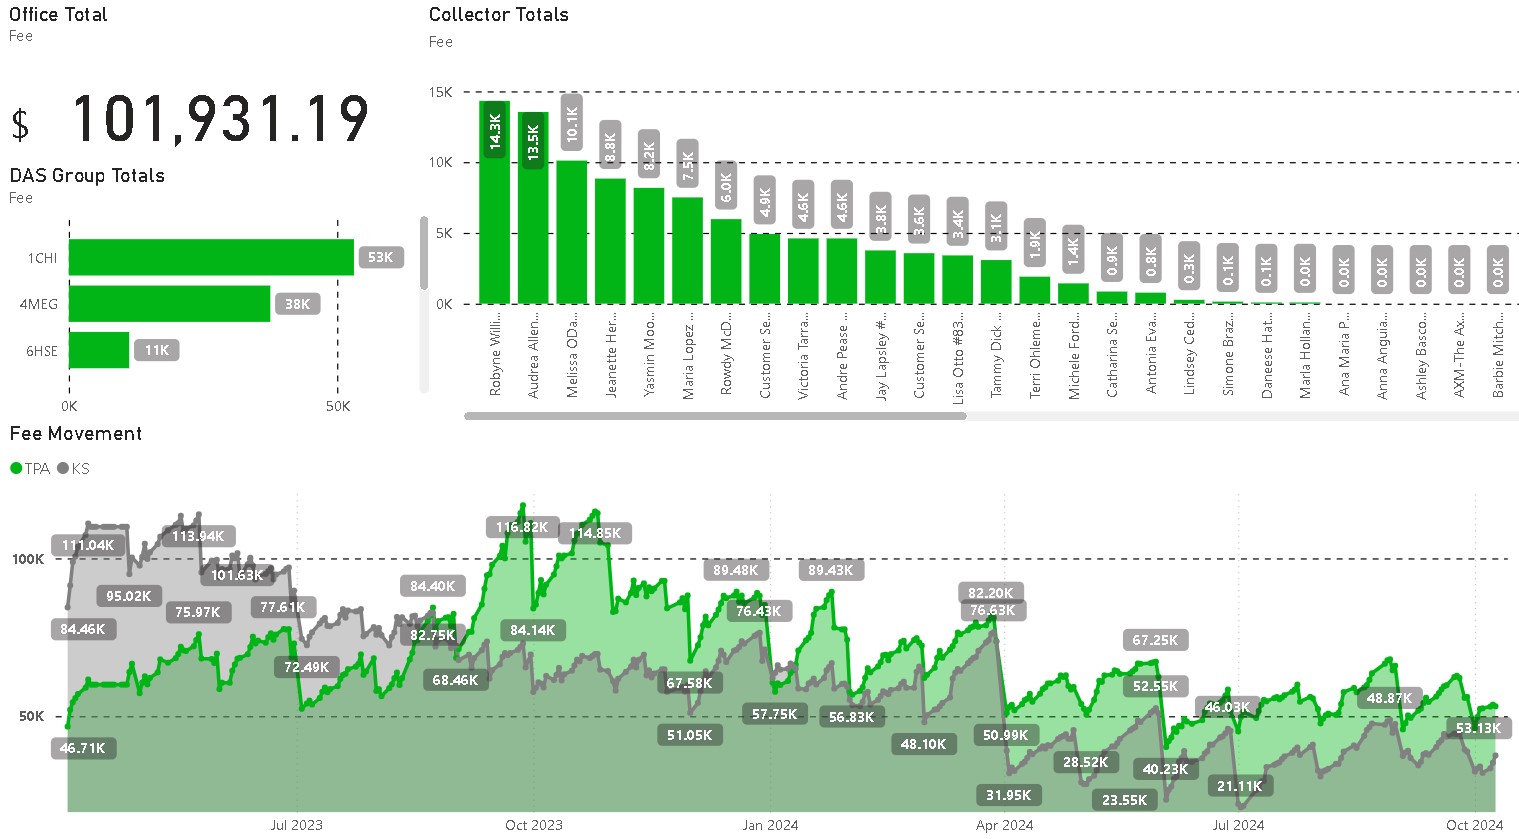 Office Total
Fee
$ 101,931.19
DAS Group Totals
Fee
1CHI 53K
4MEG 38K
6HSE 11K
0K 50K
Collector Totals
Fee
15K
10K
5K
0K
14.3K 13.5K 10.1K 8.8K 8.2K 7.5K 6.0K 4.9K 4.6K 4.6K 3.8K 3.6K 3.4K 3.1K 1.9K 1.4K 0.9K 0.8K 0.3K 0.1K 0.1K 0.0K 0.0K 0.0K 0.0K 0.0K 0.0K
Robyne Willi...
Audrea Allen...
Melissa ODa...
Jeanette Her...
Yasmin Moo...
Maria Lopez ...
Rowdy McD...
Customer Se...
Victoria Tarra...
Andre Pease ...
Jay Lapsley #...
Customer Se...
Lisa Otto #83...
Tammy Dick ...
Terri Ohleme...
Michele Ford...
Catharina Se...
Antonia Eva...
Lindsey Ced...
Simone Braz...
Daneese Hat...
Marla Hollan...
Ana Maria P...
Anna Anguia...
Ashley Basco...
AXM-The Ax...
Barbie Mitch...
Fee Movement
TPA KS
100K
50K
111.04K
84.46K
46.71K
95.02K
113.94K
75.97K
101.63K
77.61K
72.49K
84.40K
82.75K
68.46K
116.82K
84.14K
114.85K
67.58K
51.05K
89.48K
76.43K
57.75K
89.43K
56.83K
48.10K
82.20K
76.63K
50.99K
31.95K
28.52K
23.55K
67.25K
52.55K
40.23K
46.03K
21.11K
48.87K
53.13K
Jul 2023 Oct 2023 Jan 2024 Apr 2024 Jul 2024 Oct 2024